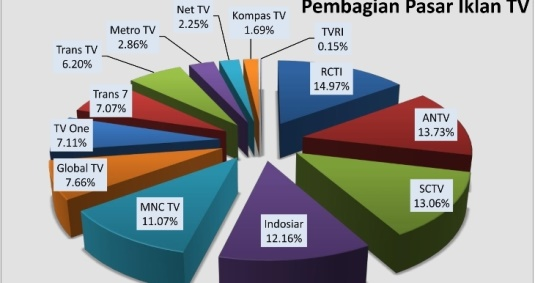 Pembagian Pasar Iklan TV
RCTI
14.97%
ANTV
13.73%
SCTV
13.06%
Indosiar
12.16%
MNC TV
11.07%
Global TV
7.66%
TV One
7.11%
Trans 7
7.07%
Trans TV
6.20%
Metro TV
2.86%
Net TV
2.25%
Kompas TV
1.69%
TVRI
0.15%